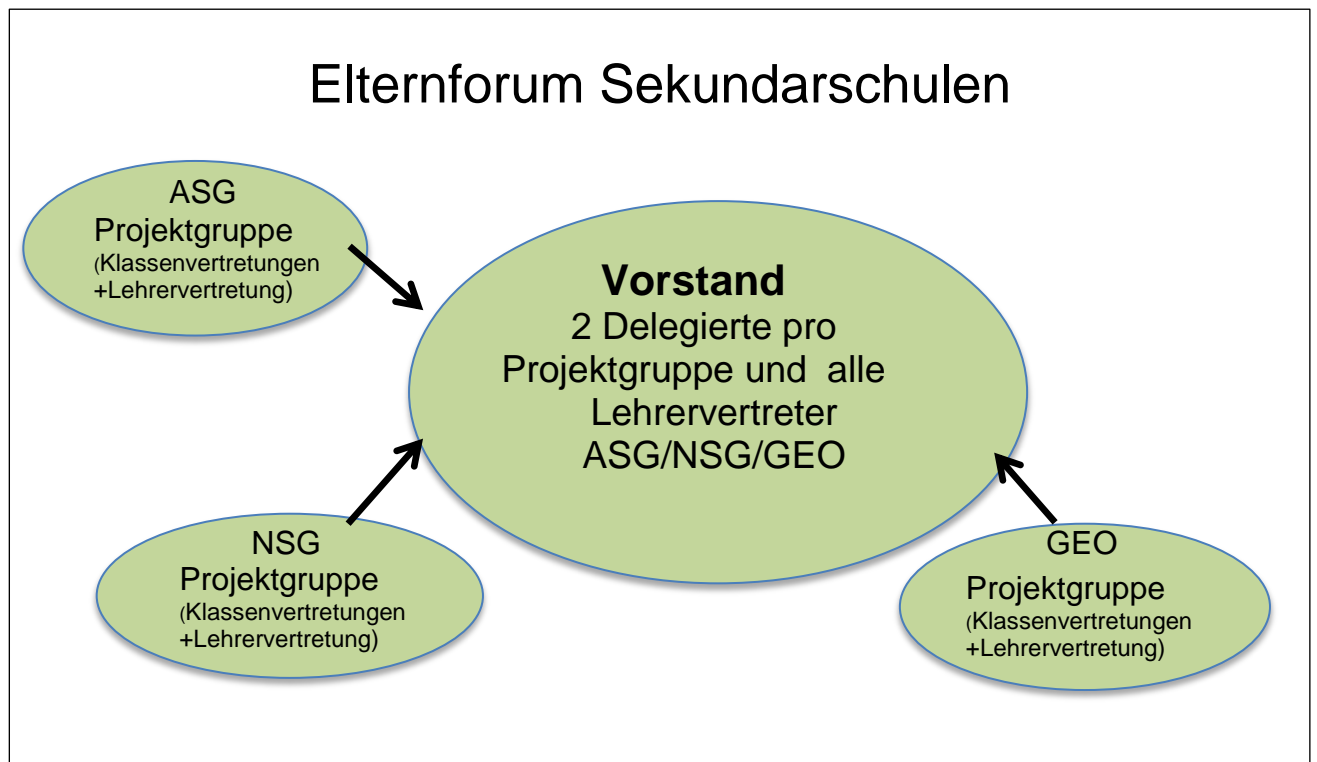 Elternforum Sekundarschulen
ASG
Projektgruppe
(Klassenvertretungen
+Lehrervertretung)
Vorstand
2 Delegierte pro
Projektgruppe und alle
Lehrervertreter
ASG/NSG/GEO
NSG
Projektgruppe
(Klassenvertretungen
+Lehrervertretung)
GEO
Projektgruppe
(Klassenvertretungen
+Lehrervertretung)